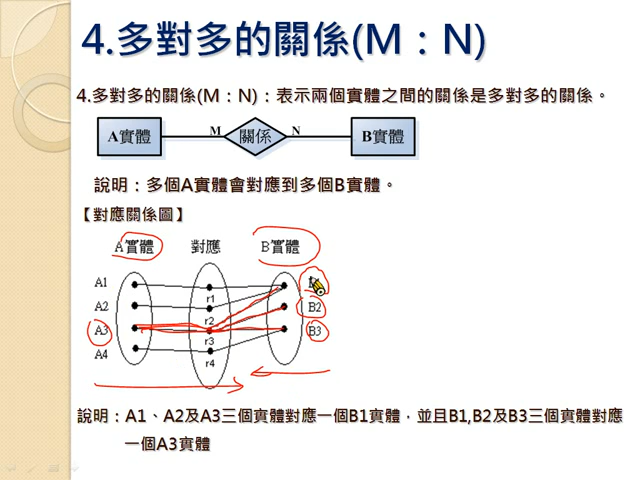 4.多對多的關係(M：N)
4.多對多的關係(M：N)：表示兩個實體之間的關係是多對多的關係。
A實體 M 關係 N B實體
說明：多個A實體會對應到多個B實體。
【對應關係圖】
A實體 對應 B實體
A1 r1
A2 r2 B2
A3 r3 B3
A4 r4
說明：A1、A2及A3三個實體對應一個B1實體，並且B1,B2及B3三個實體對應
一個A3實體